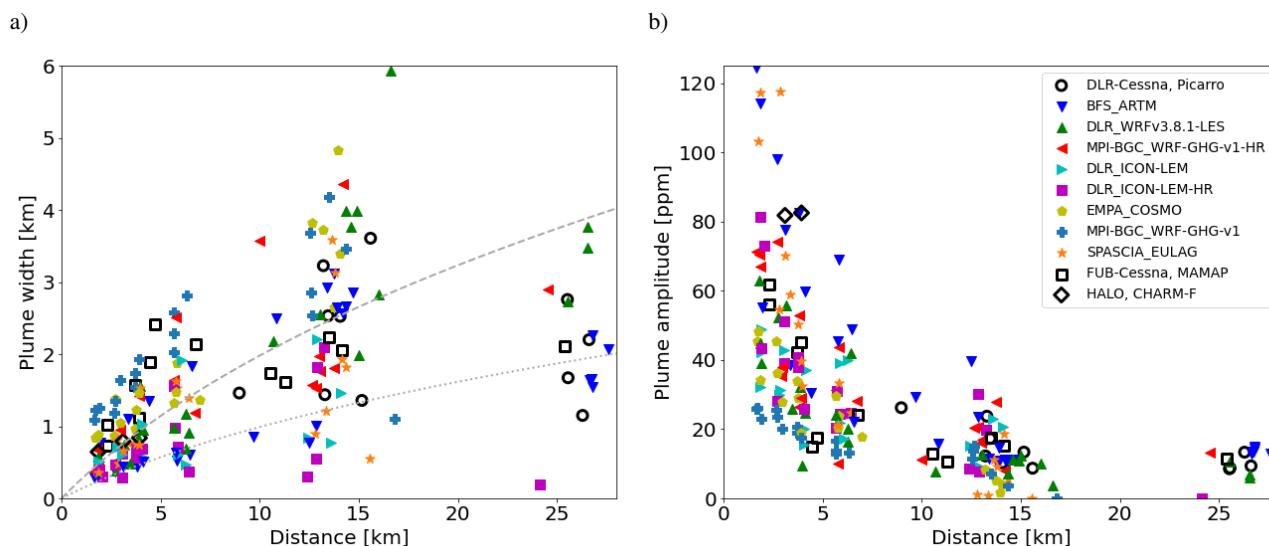 a)
6
5
4
3
2
1
0
Plume width [km]
0 5 10 15 20 25
Distance [km]
b)
120
100
80
60
40
20
0
Plume amplitude [ppm]
0 5 10 15 20 25
Distance [km]
DLR-Cessna, Picarro
BFS_ARTM
DLR_WRFv3.8.1-LES
MPI-BGC_WRF-GHG-v1-HR
DLR_ICON-LEM
DLR_ICON-LEM-HR
EMPA_COSMO
MPI-BGC_WRF-GHG-v1
SPASCIA_EULAG
FUB-Cessna, MAMAP
HALO, CHARM-F